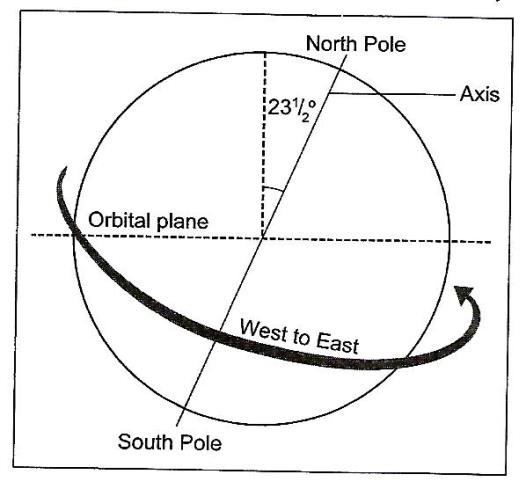 North Pole
Axis
23½°
Orbital plane
West to East
South Pole